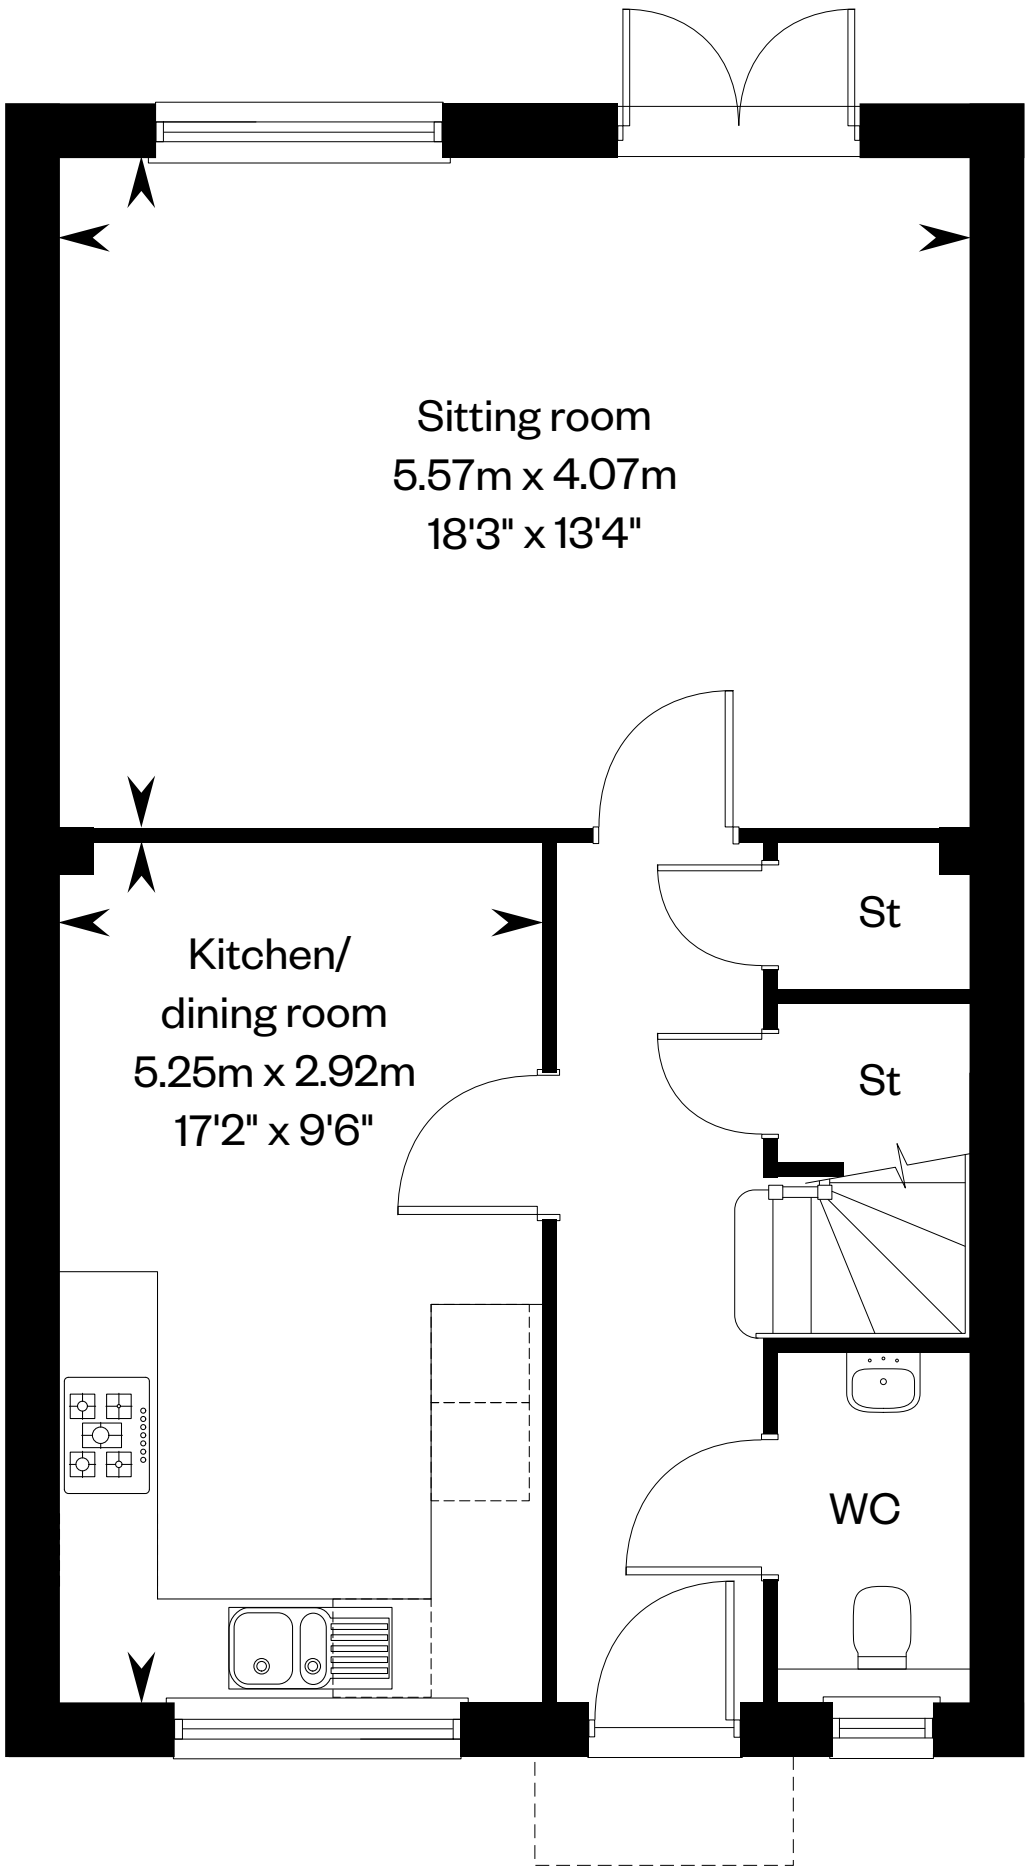 Sitting room
5.57m x 4.07m
18'3" x 13'4"
St
Kitchen/
dining room
5.25m x 2.92m
17'2" x 9'6"
St
WC